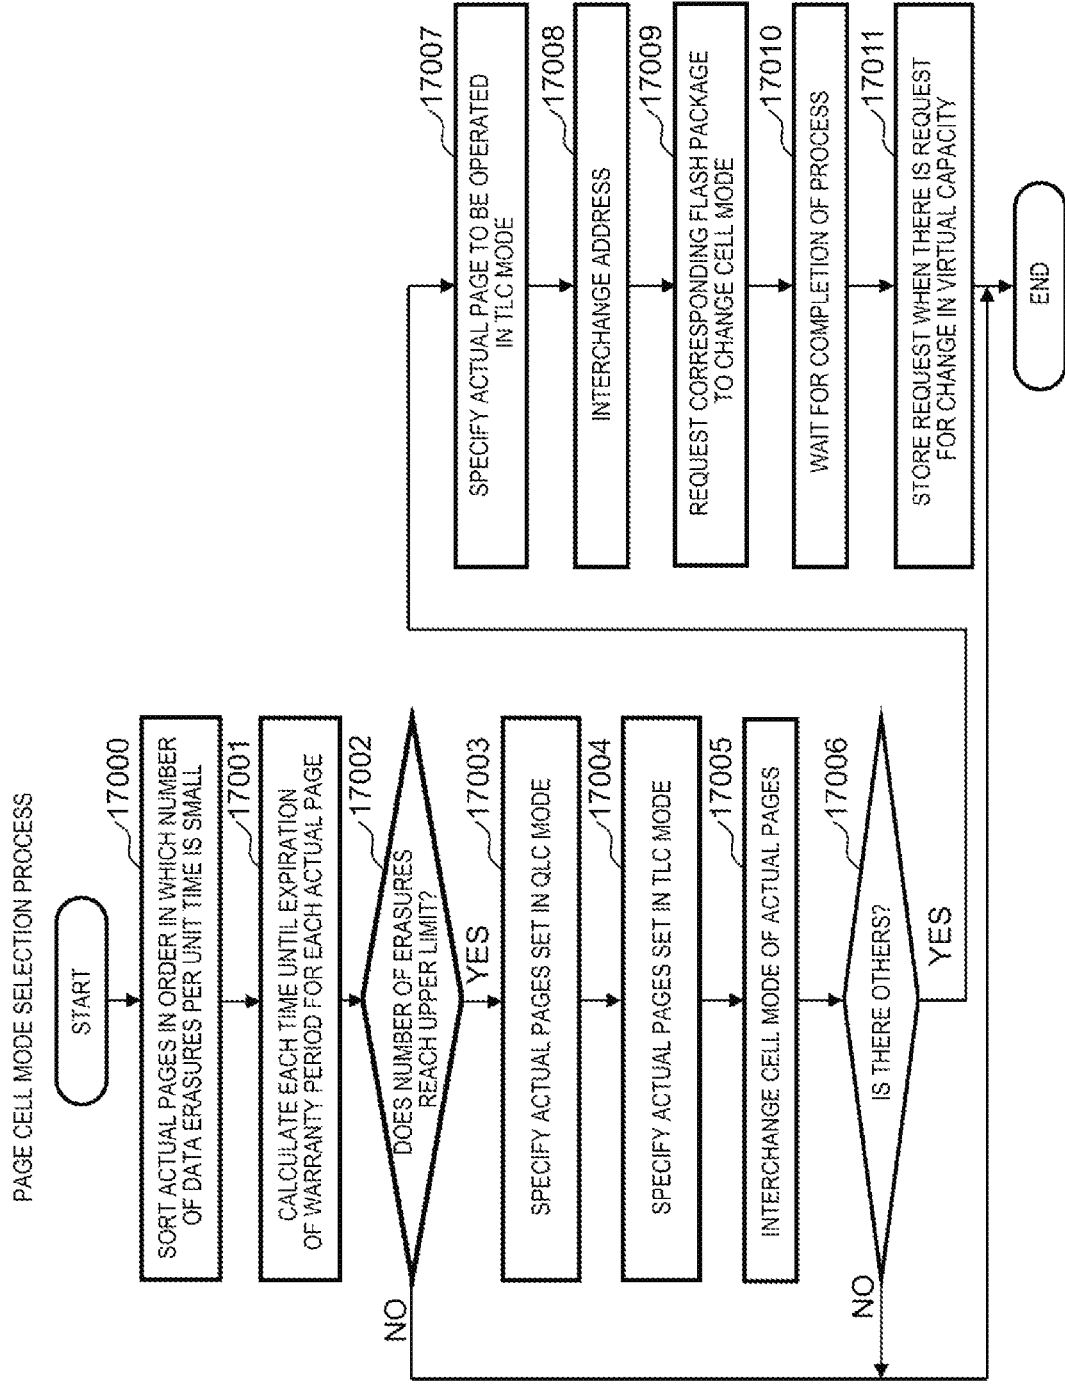 PAGE CELL MODE SELECTION PROCESS
START
17000
SORT ACTUAL PAGES IN ORDER IN WHICH NUMBER
OF DATA ERASURES PER UNIT TIME IS SMALL
17001
CALCULATE EACH TIME UNTIL EXPIRATION
OF WARRANTY PERIOD FOR EACH ACTUAL PAGE
17002
DOES NUMBER OF ERASURES
REACH UPPER LIMIT?
NO
YES
17003
SPECIFY ACTUAL PAGES SET IN QLC MODE
17004
SPECIFY ACTUAL PAGES SET IN TLC MODE
17005
INTERCHANGE CELL MODE OF ACTUAL PAGES
17006
IS THERE OTHERS?
NO
YES
17007
SPECIFY ACTUAL PAGE TO BE OPERATED
IN TLC MODE
17008
INTERCHANGE ADDRESS
17009
REQUEST CORRESPONDING FLASH PACKAGE
TO CHANGE CELL MODE
17010
WAIT FOR COMPLETION OF PROCESS
17011
STORE REQUEST WHEN THERE IS REQUEST
FOR CHANGE IN VIRTUAL CAPACITY
END